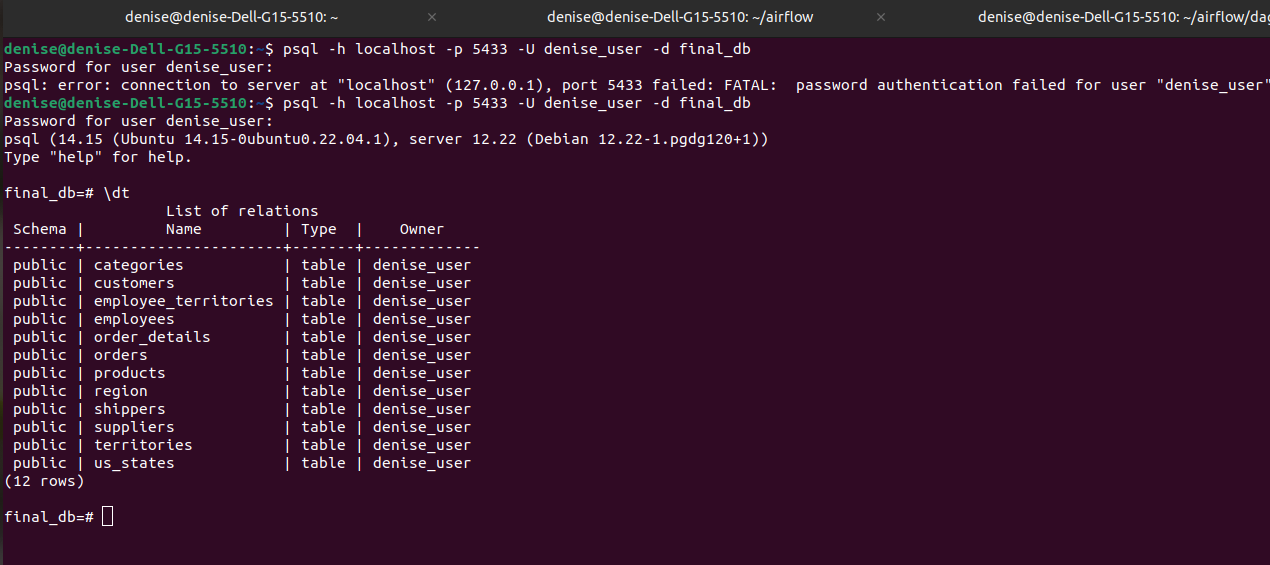 denise@denise-Dell-G15-5510: ~ × denise@denise-Dell-G15-5510: ~/airflow × denise@denise-Dell-G15-5510: ~/airflow/dag
denise@denise-Dell-G15-5510:~$ psql -h localhost -p 5433 -U denise_user -d final_db
Password for user denise_user:
psql: error: connection to server at "localhost" (127.0.0.1), port 5433 failed: FATAL:  password authentication failed for user "denise_user"
denise@denise-Dell-G15-5510:~$ psql -h localhost -p 5433 -U denise_user -d final_db
Password for user denise_user:
psql (14.15 (Ubuntu 14.15-0ubuntu0.22.04.1), server 12.22 (Debian 12.22-1.pgdg120+1))
Type "help" for help.
final_db=# \dt
                  List of relations
 Schema |         Name         | Type  |    Owner
--------+----------------------+-------+-------------
 public | categories           | table | denise_user
 public | customers            | table | denise_user
 public | employee_territories | table | denise_user
 public | employees            | table | denise_user
 public | order_details        | table | denise_user
 public | orders               | table | denise_user
 public | products             | table | denise_user
 public | region               | table | denise_user
 public | shippers             | table | denise_user
 public | suppliers            | table | denise_user
 public | territories          | table | denise_user
 public | us_states            | table | denise_user
(12 rows)
final_db=#